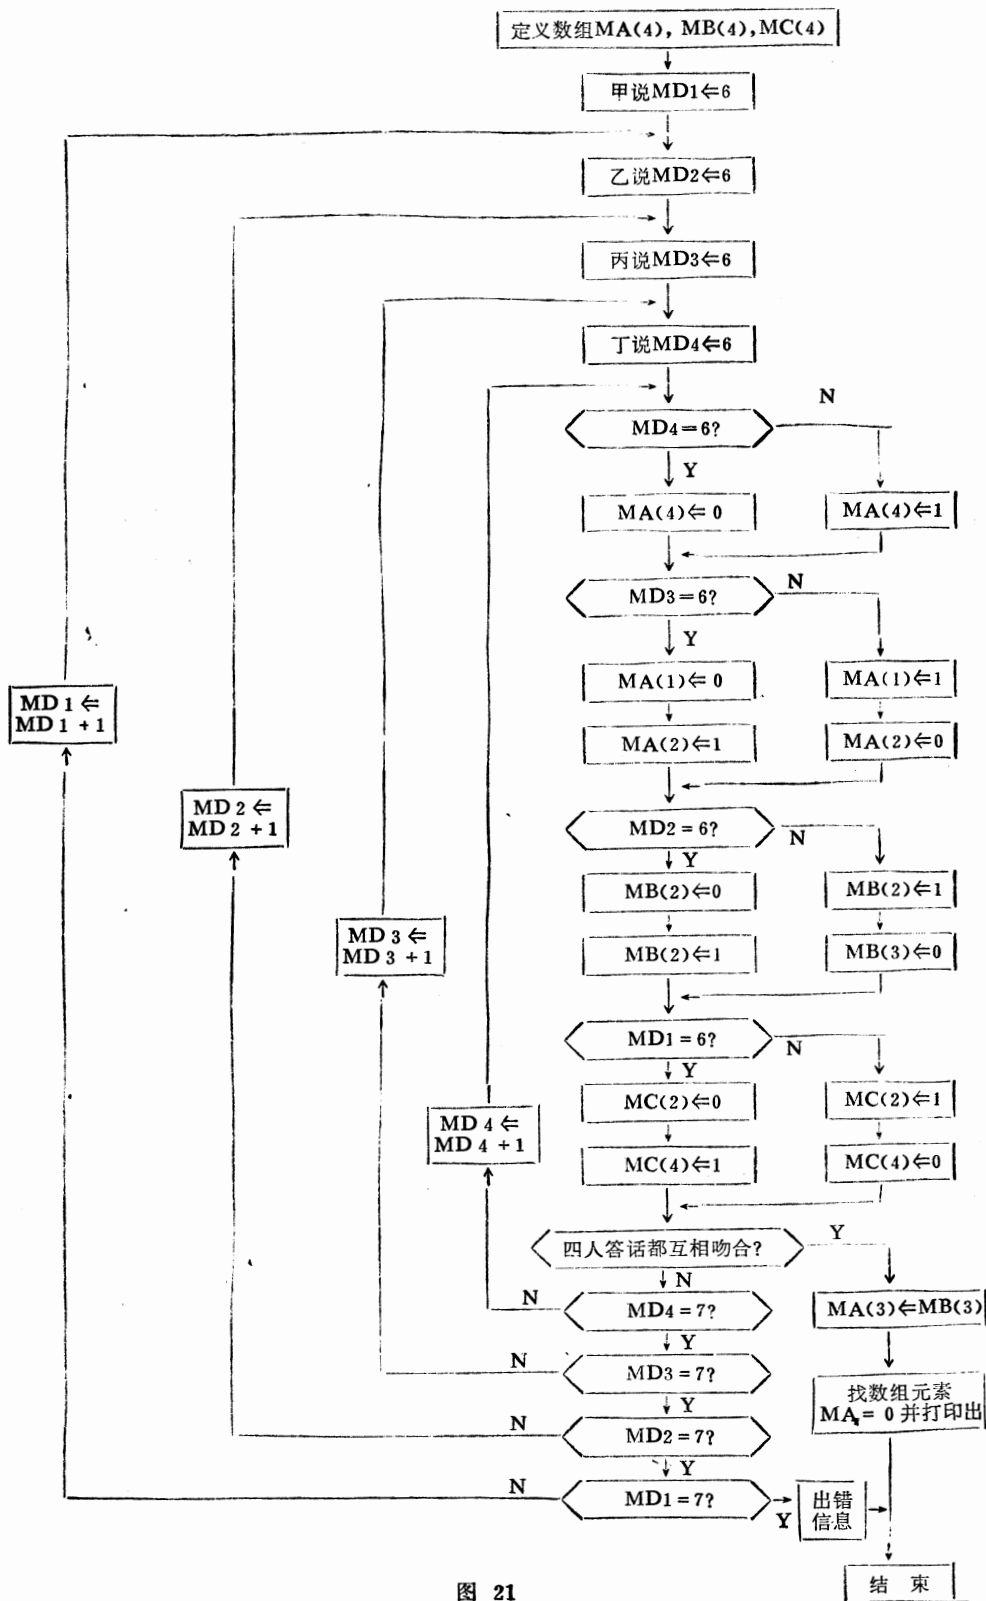 定义数组MA(4), MB(4),MC(4)
甲说MD1⇐6
乙说MD2⇐6
丙说MD3⇐6
丁说MD4⇐6
N
MD4=6?
Y
MA(4)⇐0
MA(4)⇐1
MD3=6?
N
Y
MA(1)⇐0
MA(1)⇐1
MD1⇐
MD1+1
MA(2)⇐1
MA(2)⇐0
MD2⇐
MD2+1
MD2=6?
N
Y
MB(2)⇐0
MB(2)⇐1
MD3⇐
MD3+1
MB(2)⇐1
MB(3)⇐0
MD1=6?
N
Y
MC(2)⇐0
MC(2)⇐1
MD4⇐
MD4+1
MC(4)⇐1
MC(4)⇐0
四人答话都互相吻合?
Y
N
N
MD4=7?
MA(3)⇐MB(3)
Y
N
MD3=7?
找数组元素
MA=0并打印出
Y
N
MD2=7?
Y
N
MD1=7?
Y
出错
信息
结 束
图 21